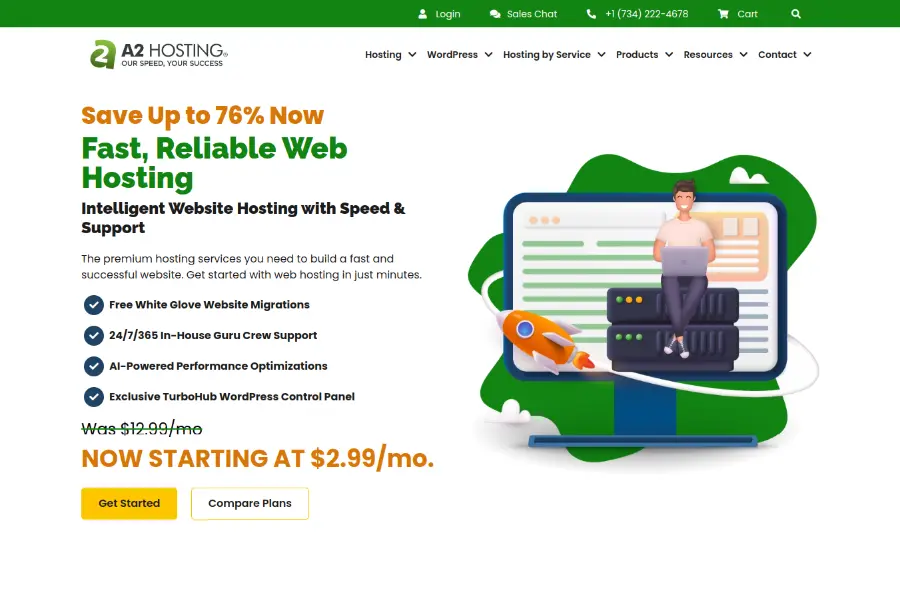 Login Sales Chat +1 (734) 222-4678 Cart
A2 HOSTING®
OUR SPEED, YOUR SUCCESS
Hosting WordPress Hosting by Service Products Resources Contact
Save Up to 76% Now
Fast, Reliable Web
Hosting
Intelligent Website Hosting with Speed &
Support
The premium hosting services you need to build a fast and
successful website. Get started with web hosting in just minutes.
Free White Glove Website Migrations
24/7/365 In-House Guru Crew Support
AI-Powered Performance Optimizations
Exclusive TurboHub WordPress Control Panel
Was $12.99/mo
NOW STARTING AT $2.99/mo.
Get Started Compare Plans